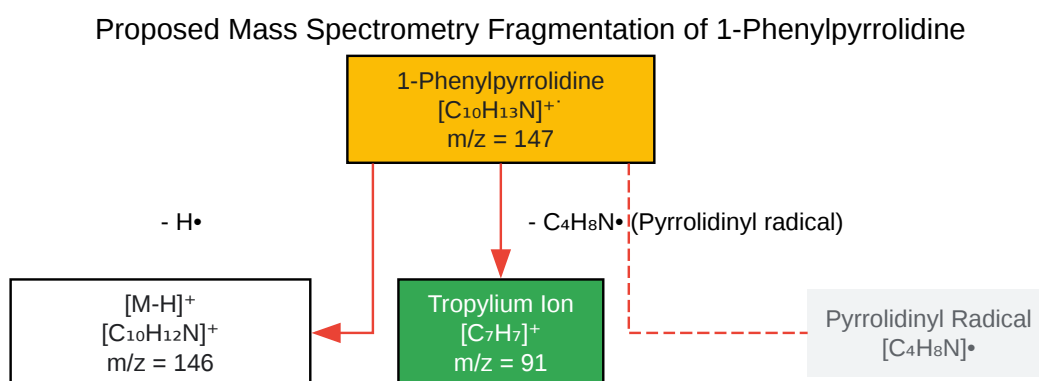 Proposed Mass Spectrometry Fragmentation of 1-Phenylpyrrolidine
1-Phenylpyrrolidine
[C₁₀H₁₃N]⁺˙
m/z = 147
- H•
- C₄H₈N• (Pyrrolidinyl radical)
[M-H]⁺
[C₁₀H₁₂N]⁺
m/z = 146
Tropylium Ion
[C₇H₇]⁺
m/z = 91
Pyrrolidinyl Radical
[C₄H₈N]•